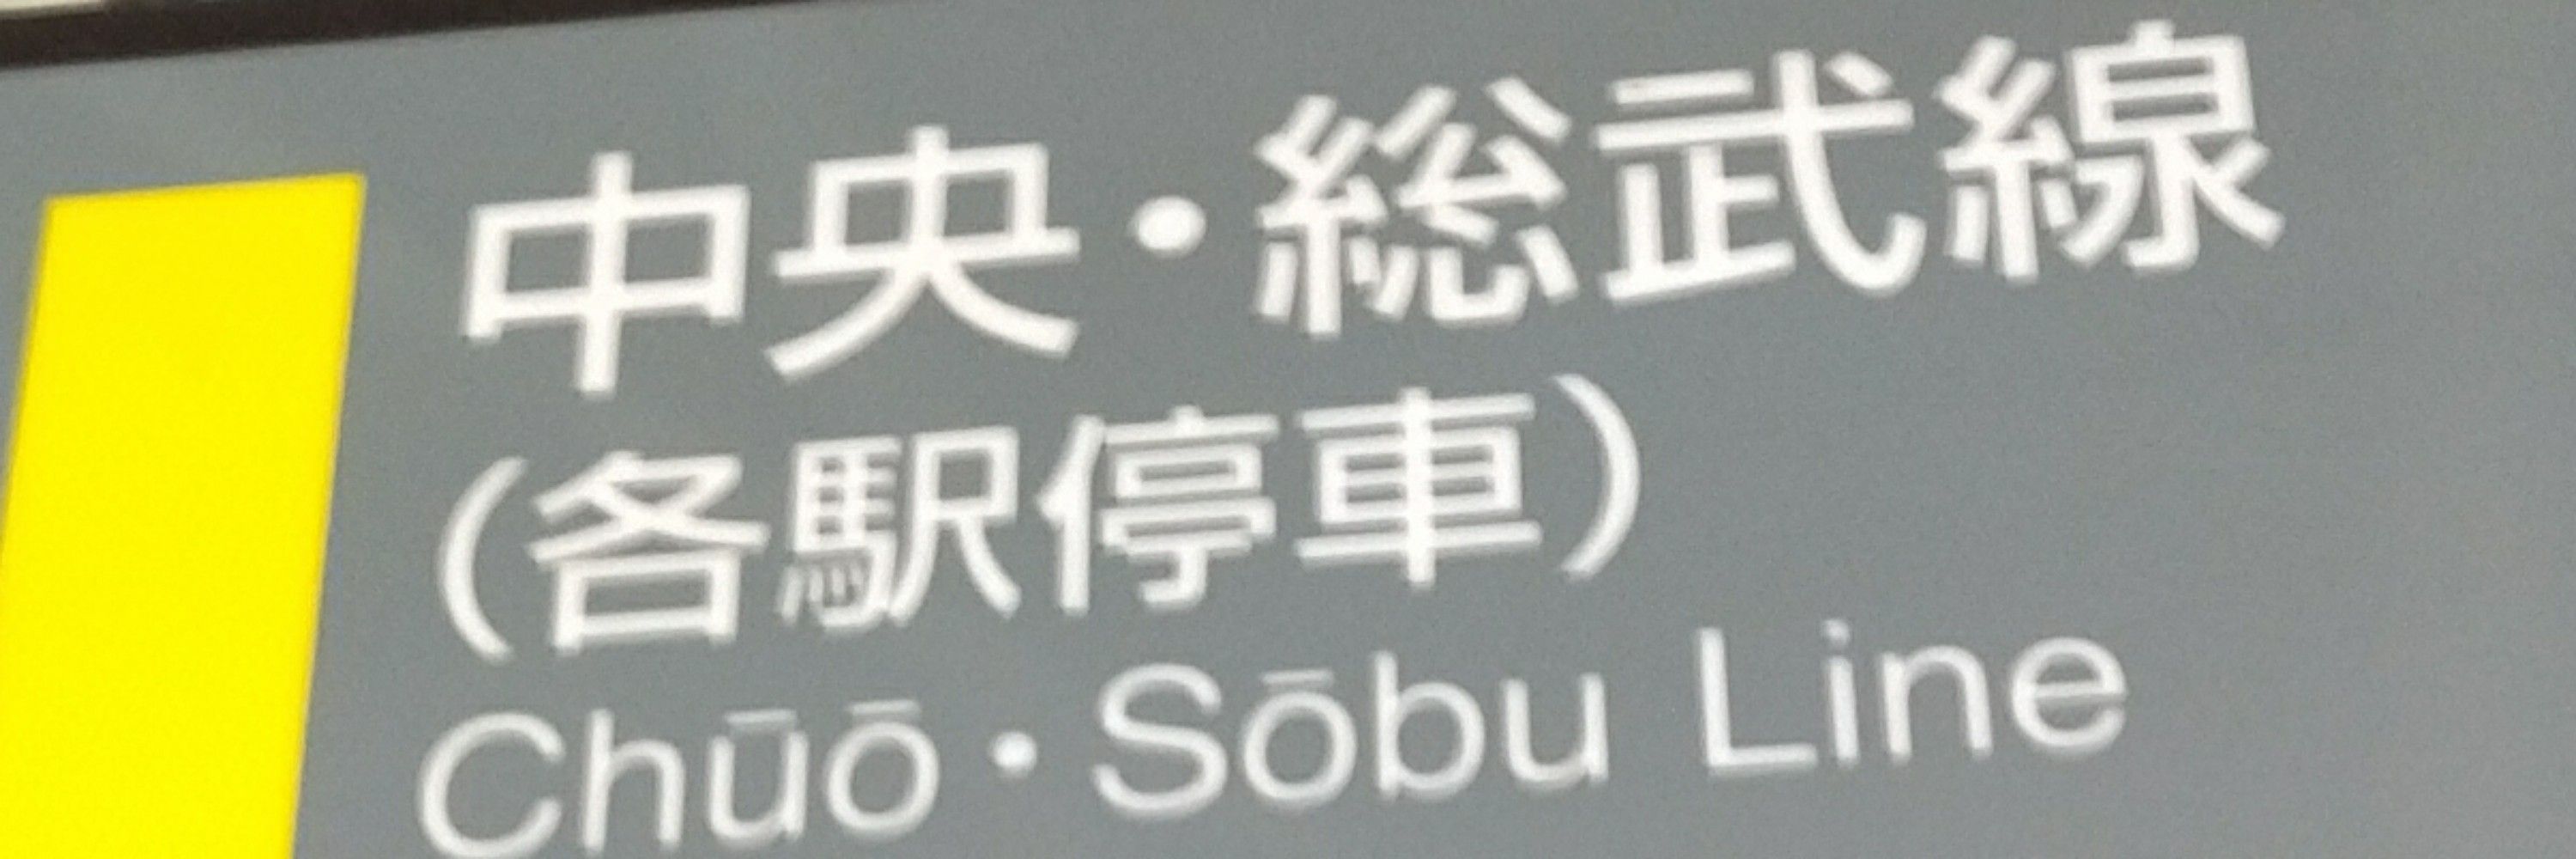 中央・総武線
(各駅停車)
Chūō・Sōbu Line